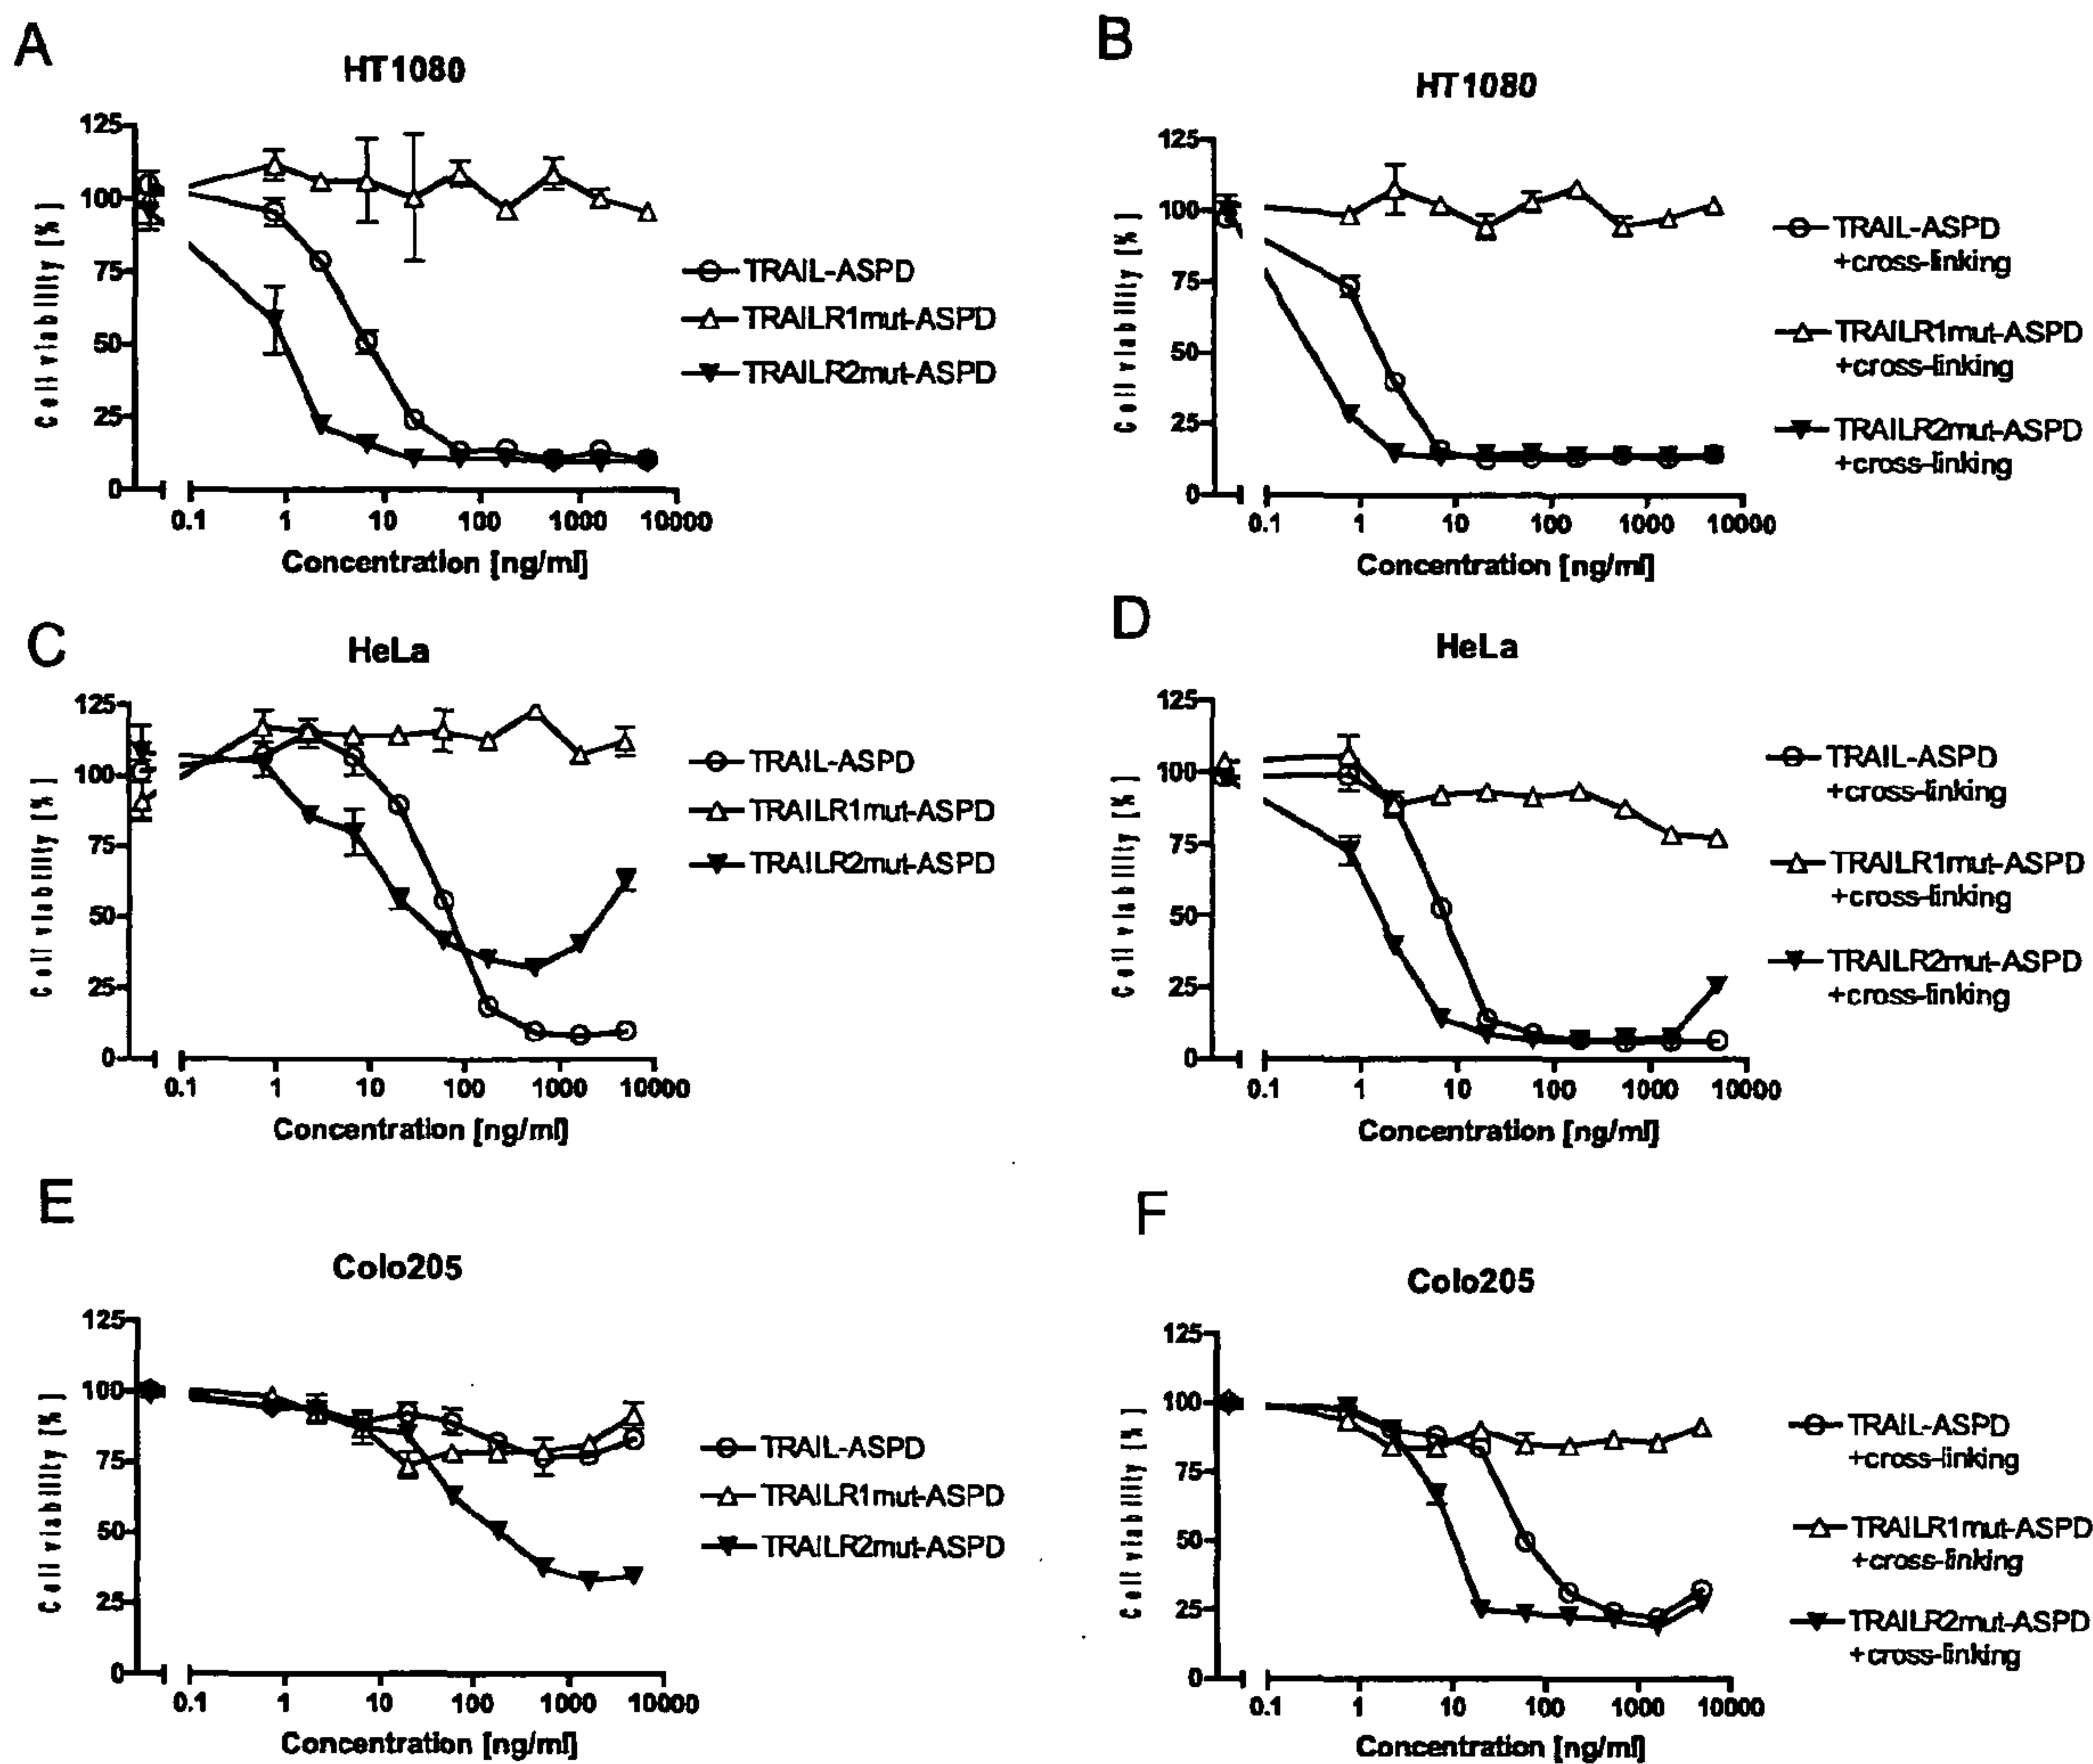 A
HT1080
125
100
75
50
25
0
Cell viability [%]
0.1 1 10 100 1000 10000
Concentration [ng/ml]
TRAIL-ASPD
TRAILR1mut-ASPD
TRAILR2mut-ASPD
B
HT1080
125
100
75
50
25
0
Cell viability [%]
0.1 1 10 100 1000 10000
Concentration [ng/ml]
TRAIL-ASPD
+cross-linking
TRAILR1mut-ASPD
+cross-linking
TRAILR2mut-ASPD
+cross-linking
C
HeLa
125
100
75
50
25
0
Cell viability [%]
0.1 1 10 100 1000 10000
Concentration [ng/ml]
TRAIL-ASPD
TRAILR1mut-ASPD
TRAILR2mut-ASPD
D
HeLa
125
100
75
50
25
0
Cell viability [%]
0.1 1 10 100 1000 10000
Concentration [ng/ml]
TRAIL-ASPD
+cross-linking
TRAILR1mut-ASPD
+cross-linking
TRAILR2mut-ASPD
+cross-linking
E
Colo205
125
100
75
50
25
0
Cell viability [%]
0.1 1 10 100 1000 10000
Concentration [ng/ml]
TRAIL-ASPD
TRAILR1mut-ASPD
TRAILR2mut-ASPD
F
Colo205
125
100
75
50
25
0
Cell viability [%]
0.1 1 10 100 1000 10000
Concentration [ng/ml]
TRAIL-ASPD
+cross-linking
TRAILR1mut-ASPD
+cross-linking
TRAILR2mut-ASPD
+cross-linking